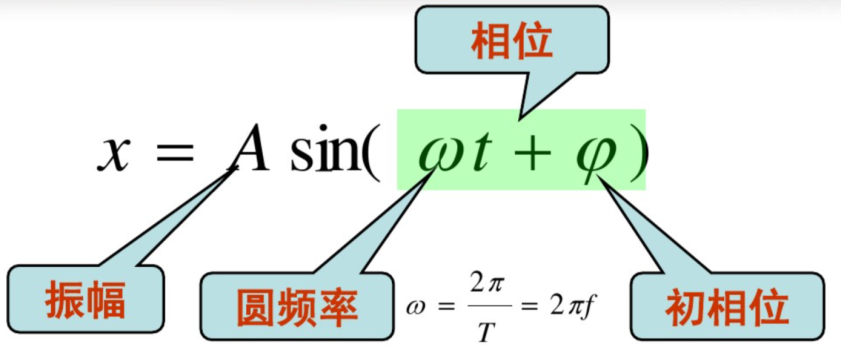 相位
x = A sin( ωt + φ )
振幅
圆频率
ω = 2π/T = 2πf
初相位